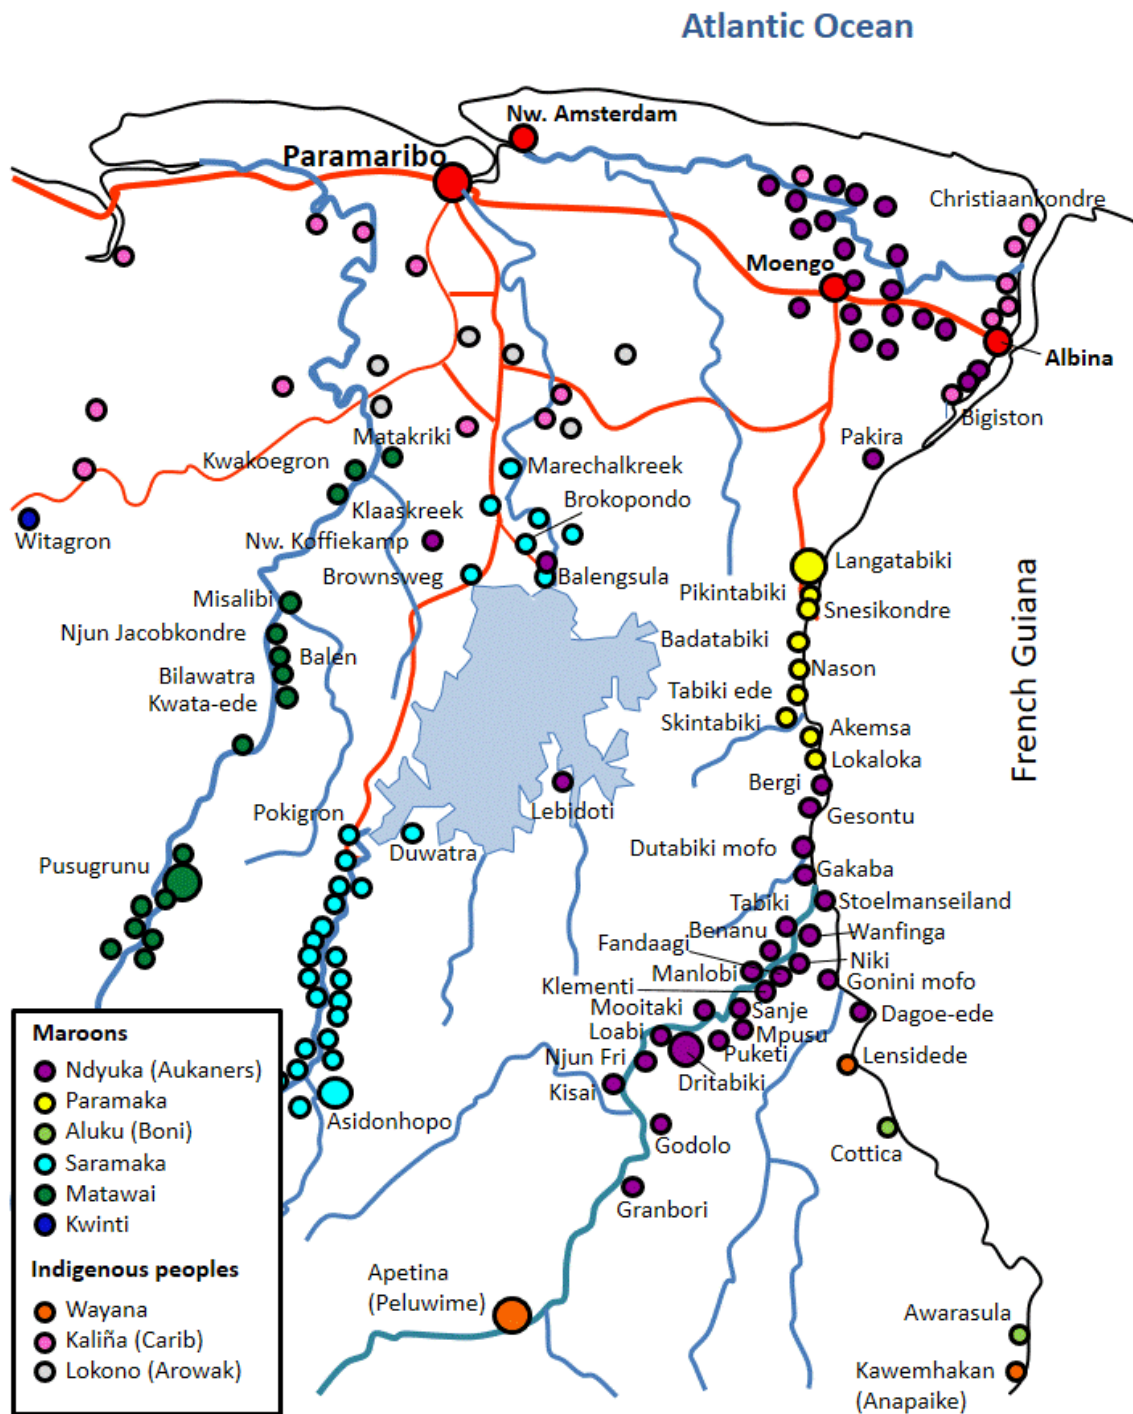 Atlantic Ocean
Nw. Amsterdam
Paramaribo
Christiaankondre
Moengo
Albina
Bigiston
Matakriki
Pakira
Kwakoegron
Marechalkreek
Brokopondo
Klaaskreek
Witagron
Nw. Koffiekamp
Langatabiki
Brownsweg
Balengsula
Pikintabiki
Misalibi
Snesikondre
Njun Jacobkondre
Badatabiki
Balen
Nason
Bilawatra
Tabiki ede
Kwata-ede
Skintabiki
Akemsa
French Guiana
Lokaloka
Bergi
Lebidoti
Pokigron
Gesontu
Duwatra
Dutabiki mofo
Pusugrunu
Gakaba
Tabiki
Stoelmanseiland
Benanu
Wanfinga
Fandaagi
Niki
Manlobi
Gonini mofo
Klementi
Mooitaki
Sanje
Dagoe-ede
Loabi
Mpusu
Puketi
Njun Fri
Lensidede
Dritabiki
Kisai
Asidonhopo
Godolo
Cottica
Granbori
Apetina
(Peluwime)
Awarasula
Kawemhakan
(Anapaike)
Maroons
Ndyuka (Aukaners)
Paramaka
Aluku (Boni)
Saramaka
Matawai
Kwinti
Indigenous peoples
Wayana
Kaliña (Carib)
Lokono (Arowak)